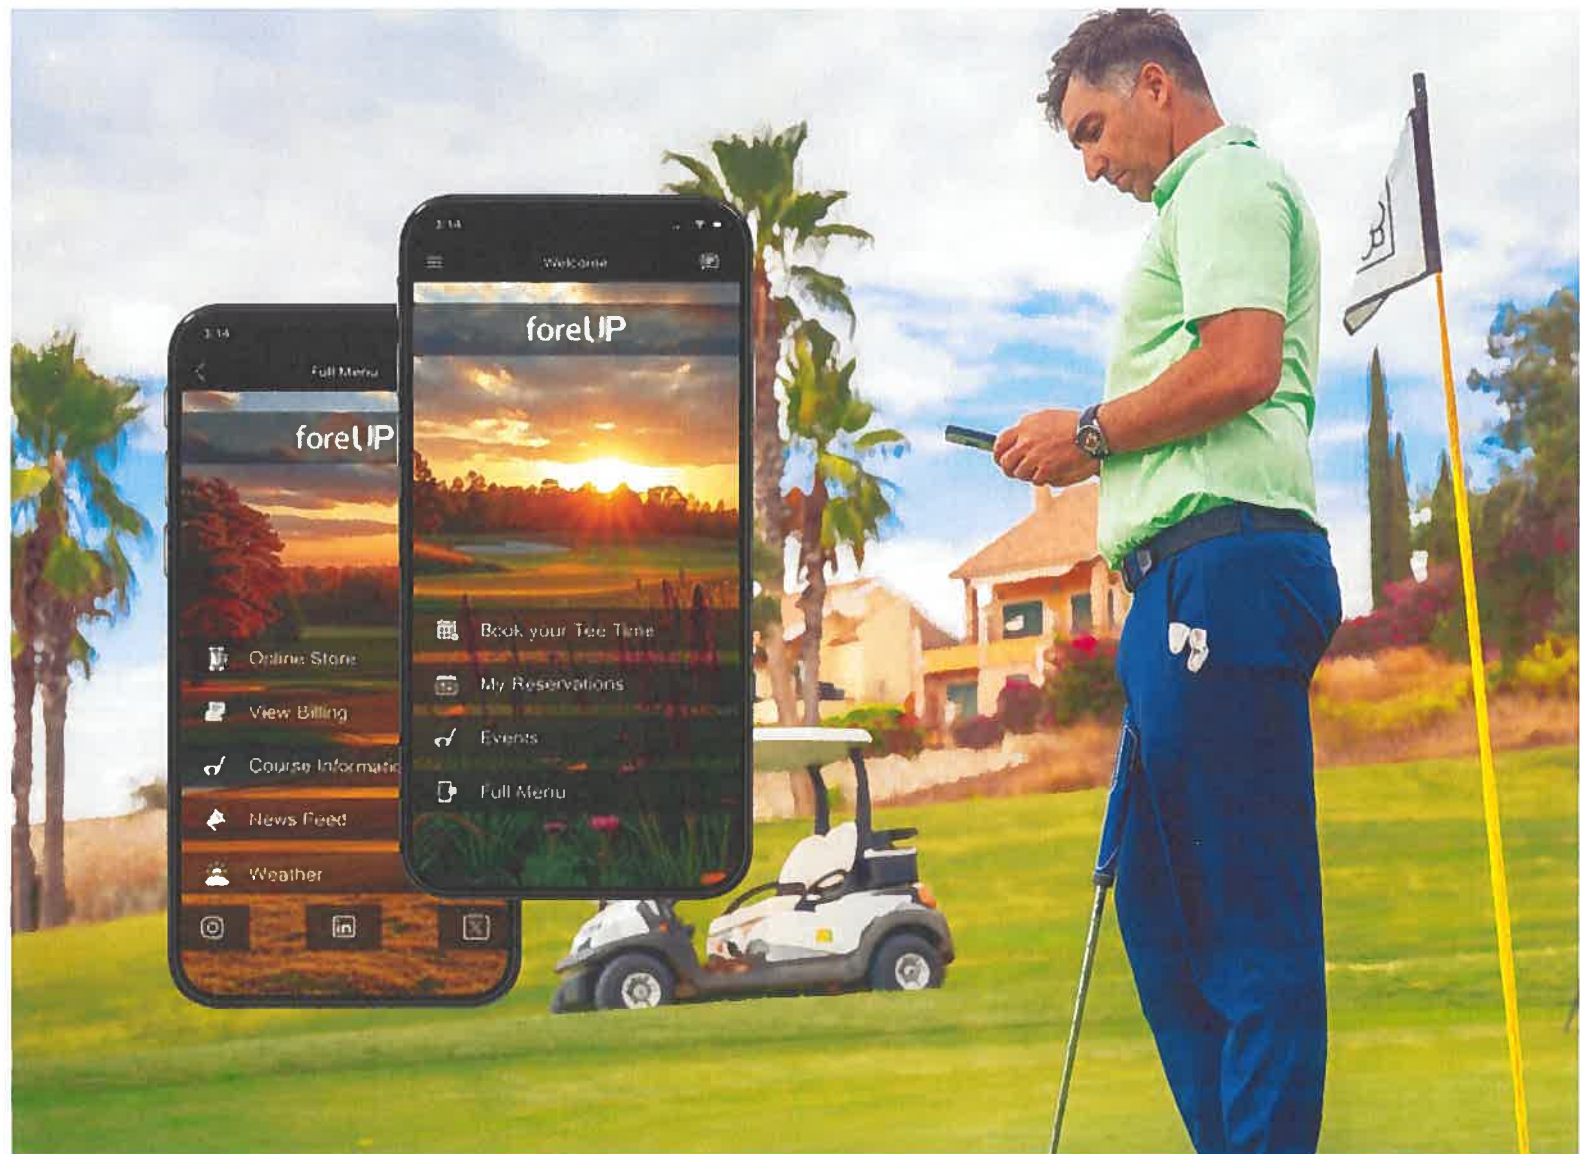 3:14
Full Menu
foreUP
Online Store
View Billing
Course Informatio
News Feed
Weather
3:14
Welcome
foreUP
Book your Tee Time
My Reservations
Events
Full Menu